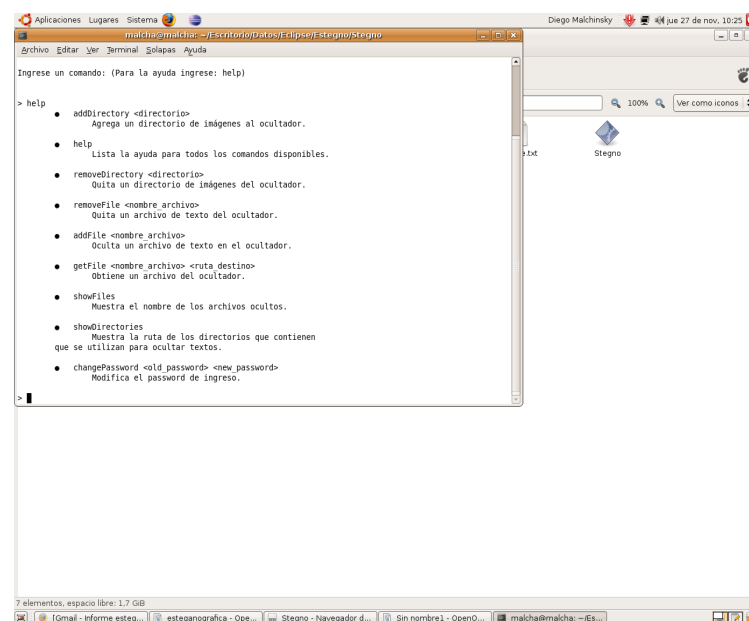 Aplicaciones Lugares Sistema
Diego Malchinsky
jue 27 de nov, 10:25
malcha@malcha: ~/Escritorio/Datos/Eclipse/Estegno/Stegno
Archivo Editar Ver Terminal Solapas Ayuda
Ingrese un comando: (Para la ayuda ingrese: help)
> help
● addDirectory <directorio>
Agrega un directorio de imágenes al ocultador.
● help
Lista la ayuda para todos los comandos disponibles.
● removeDirectory <directorio>
Quita un directorio de imágenes del ocultador.
● removeFile <nombre_archivo>
Quita un archivo de texto del ocultador.
● addFile <nombre_archivo>
Oculta un archivo de texto en el ocultador.
● getFile <nombre_archivo> <ruta_destino>
Obtiene un archivo del ocultador.
● showFiles
Muestra el nombre de los archivos ocultos.
● showDirectories
Muestra la ruta de los directorios que contienen
que se utilizan para ocultar textos.
● changePassword <old_password> <new_password>
Modifica el password de ingreso.
>
100%
Ver como iconos
e.txt
Stegno
7 elementos, espacio libre: 1,7 GiB
[Gmail - Informe esteg...
esteganografica - Ope...
Stegno - Navegador d...
Sin nombre1 - OpenO...
malcha@malcha: ~/Es...